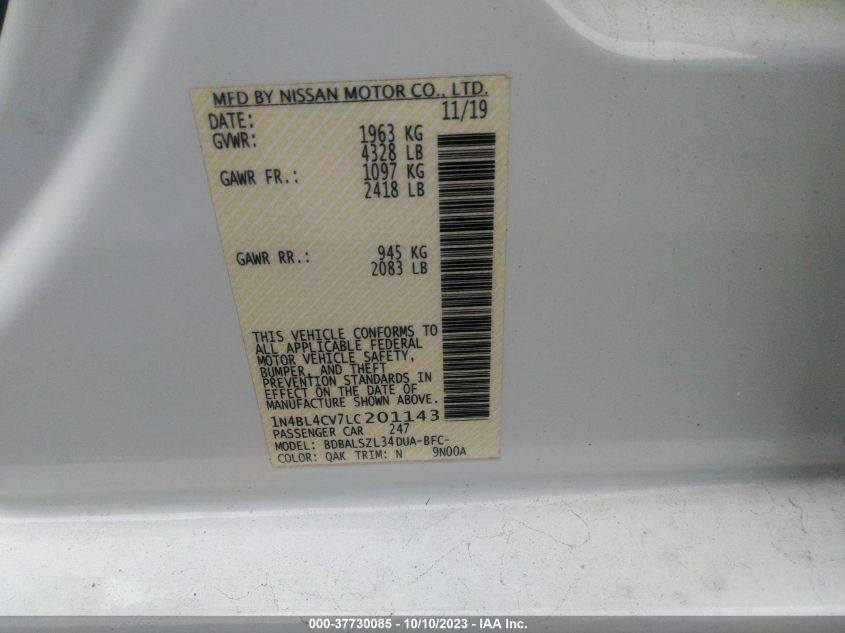 MFD BY NISSAN MOTOR CO., LTD.
DATE: 11/19
GVWR: 1963 KG
4328 LB
GAWR FR.: 1097 KG
2418 LB
GAWR RR.: 945 KG
2083 LB
THIS VEHICLE CONFORMS TO
ALL APPLICABLE FEDERAL
MOTOR VEHICLE SAFETY,
BUMPER, AND THEFT
PREVENTION STANDARDS IN
EFFECT ON THE DATE OF
MANUFACTURE SHOWN ABOVE.
1N4BL4CV7LC201143
PASSENGER CAR 247
MODEL: BDBALSZL34DUA-BFC-
COLOR: QAK TRIM: N 9N00A
000-37730085 - 10/10/2023 - IAA Inc.